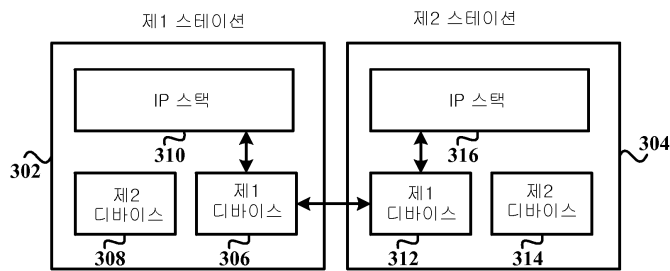 제1 스테이션
제2 스테이션
IP 스택
310
IP 스택
316
302
304
제2
디바이스
308
제1
디바이스
306
제1
디바이스
312
제2
디바이스
314